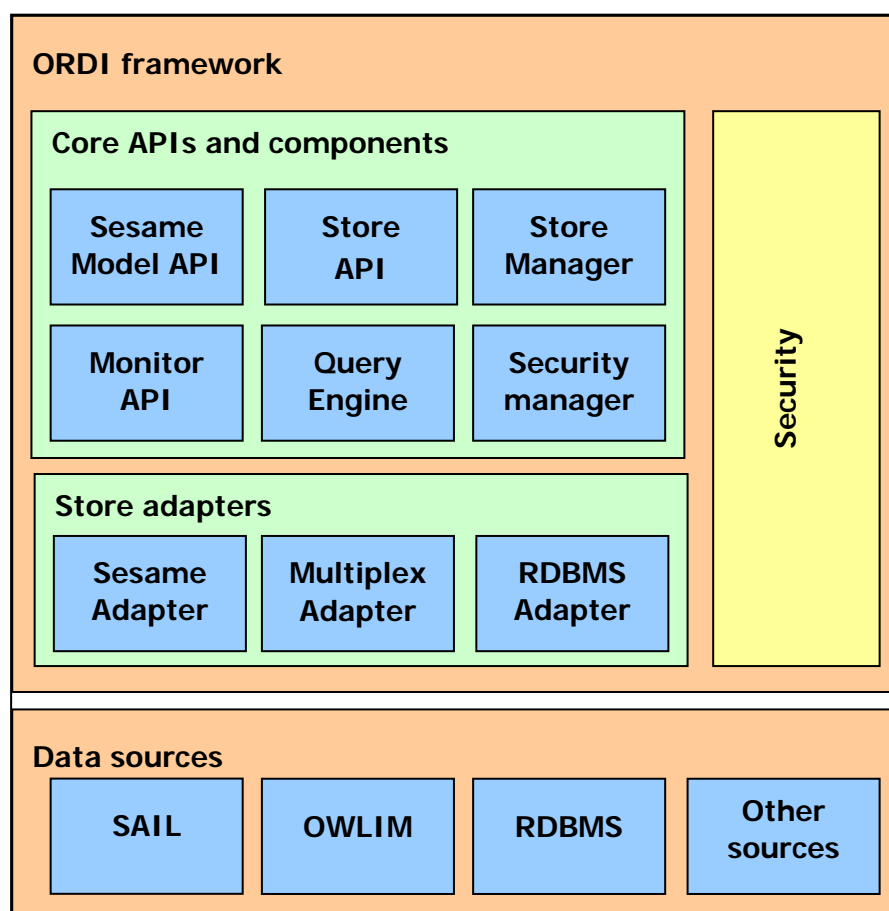 ORDI framework
Core APIs and components
Sesame
Model API
Store
API
Store
Manager
Monitor
API
Query
Engine
Security
manager
Security
Store adapters
Sesame
Adapter
Multiplex
Adapter
RDBMS
Adapter
Data sources
SAIL
OWLIM
RDBMS
Other
sources